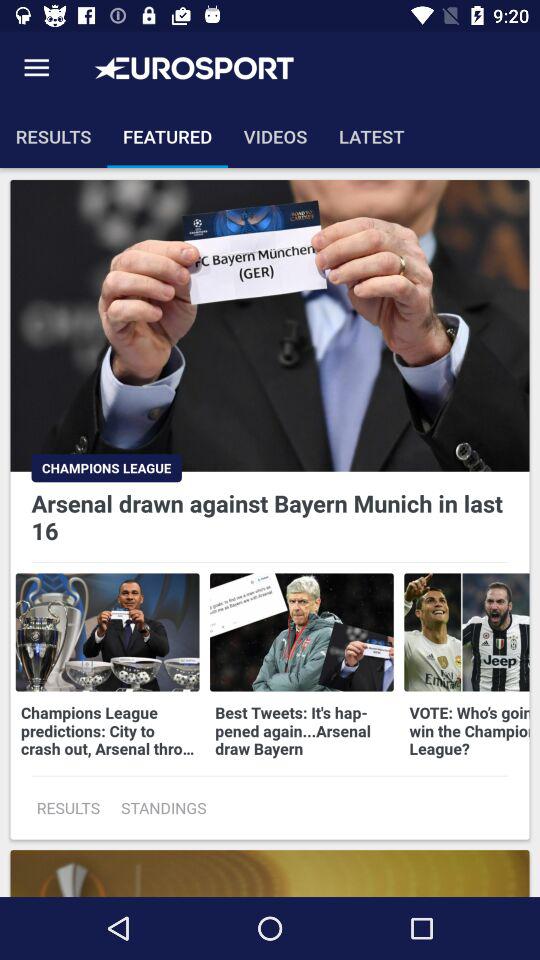 9:20
EUROSPORT
RESULTS FEATURED VIDEOS LATEST
FC Bayern München
(GER)
CHAMPIONS LEAGUE
Arsenal drawn against Bayern Munich in last
16
Champions League
predictions: City to
crash out, Arsenal thro...
Best Tweets: It's hap-
pened again...Arsenal
draw Bayern
VOTE: Who's goin
win the Champion
League?
Jeep
RESULTS STANDINGS